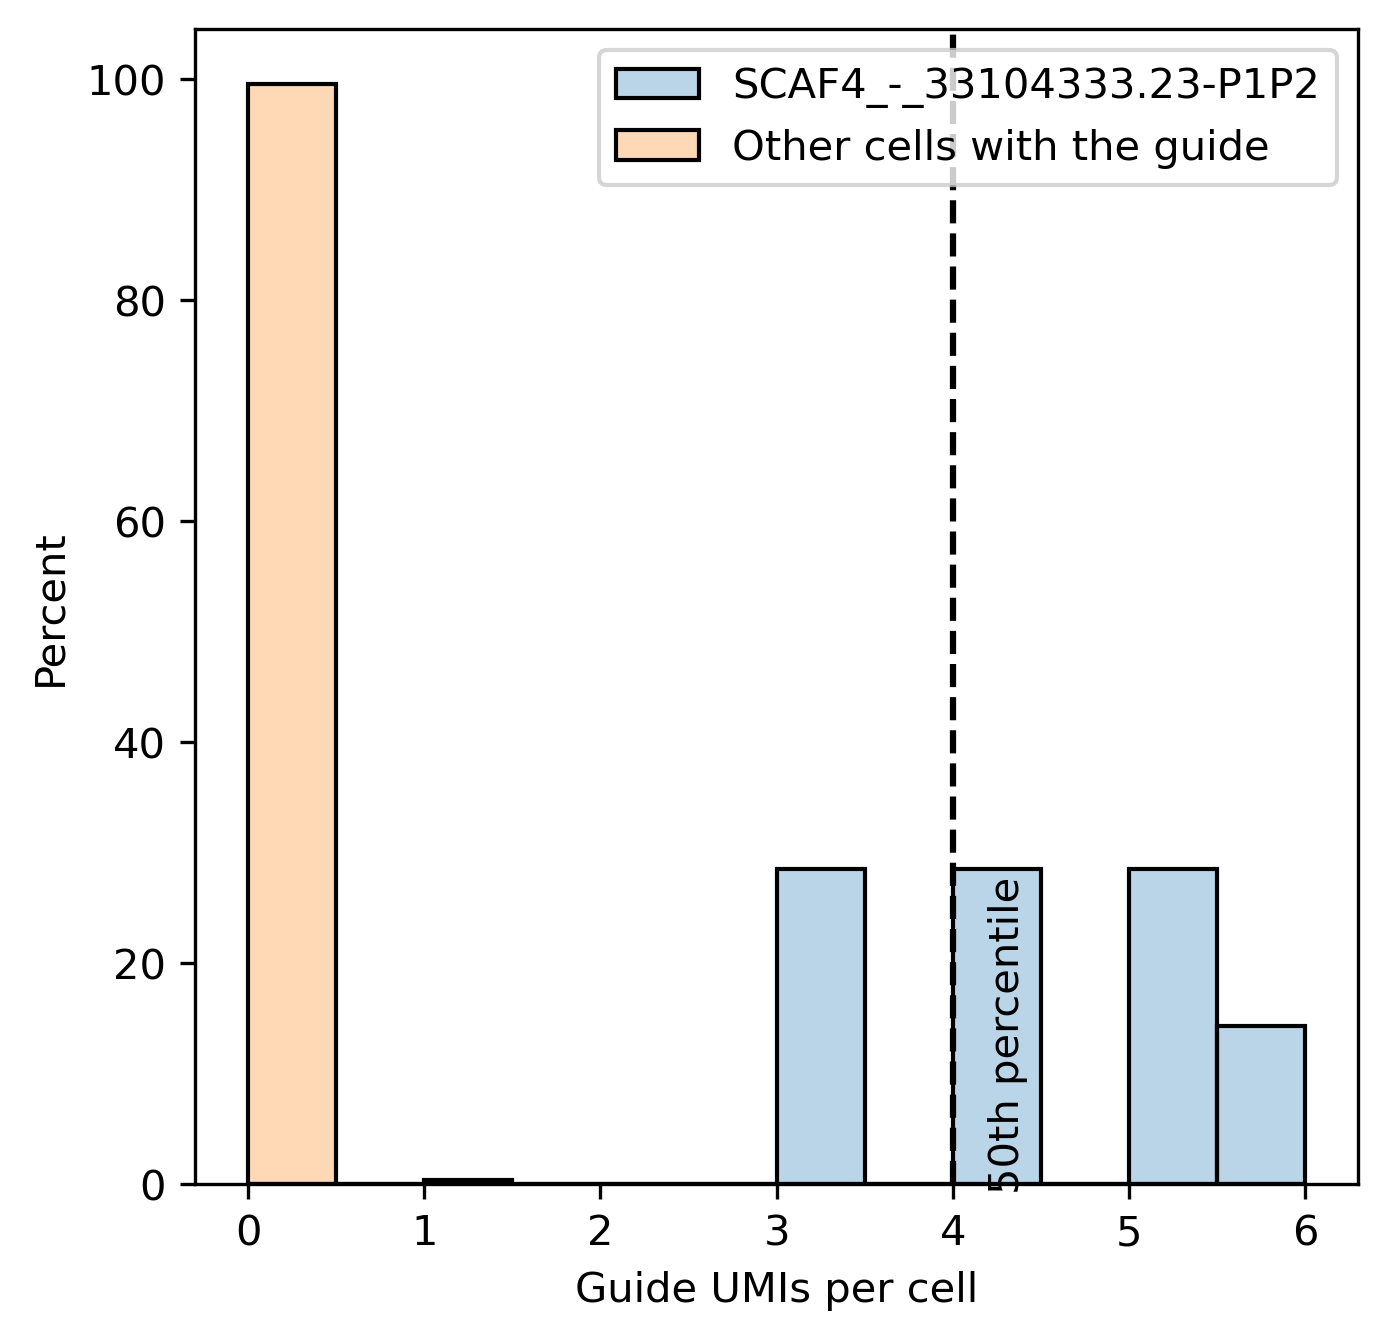 100
80
60
40
20
0
Percent
SCAF4_-_33104333.23-P1P2
Other cells with the guide
50th percentile
0 1 2 3 4 5 6
Guide UMIs per cell